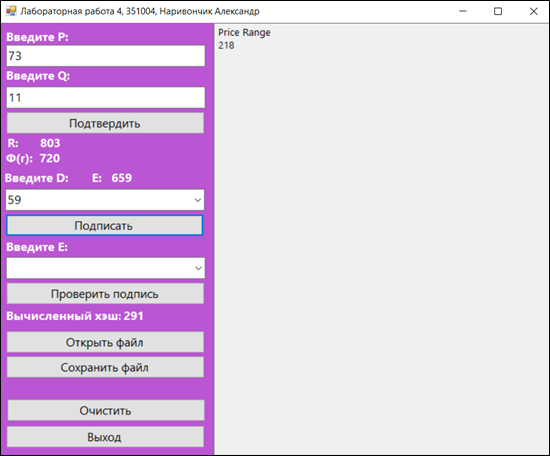 Лабораторная работа 4, 351004, Наривончик Александр
Введите P:
73
Введите Q:
11
Подтвердить
R: 803
Ф(r): 720
Введите D: E: 659
59
Подписать
Введите E:
Проверить подпись
Вычисленный хэш: 291
Открыть файл
Сохранить файл
Очистить
Выход
Price Range
218